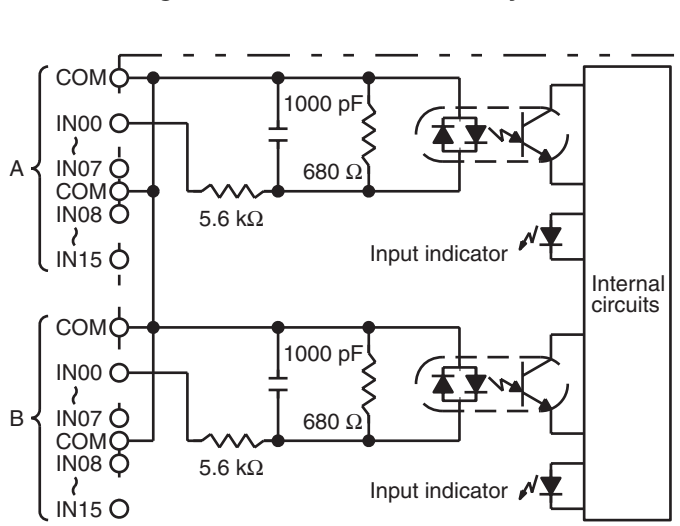 COM
IN00
~
IN07
COM
IN08
~
IN15
A
1000 pF
680 Ω
5.6 kΩ
Input indicator
Internal
circuits
COM
IN00
~
IN07
COM
IN08
~
IN15
B
1000 pF
680 Ω
5.6 kΩ
Input indicator